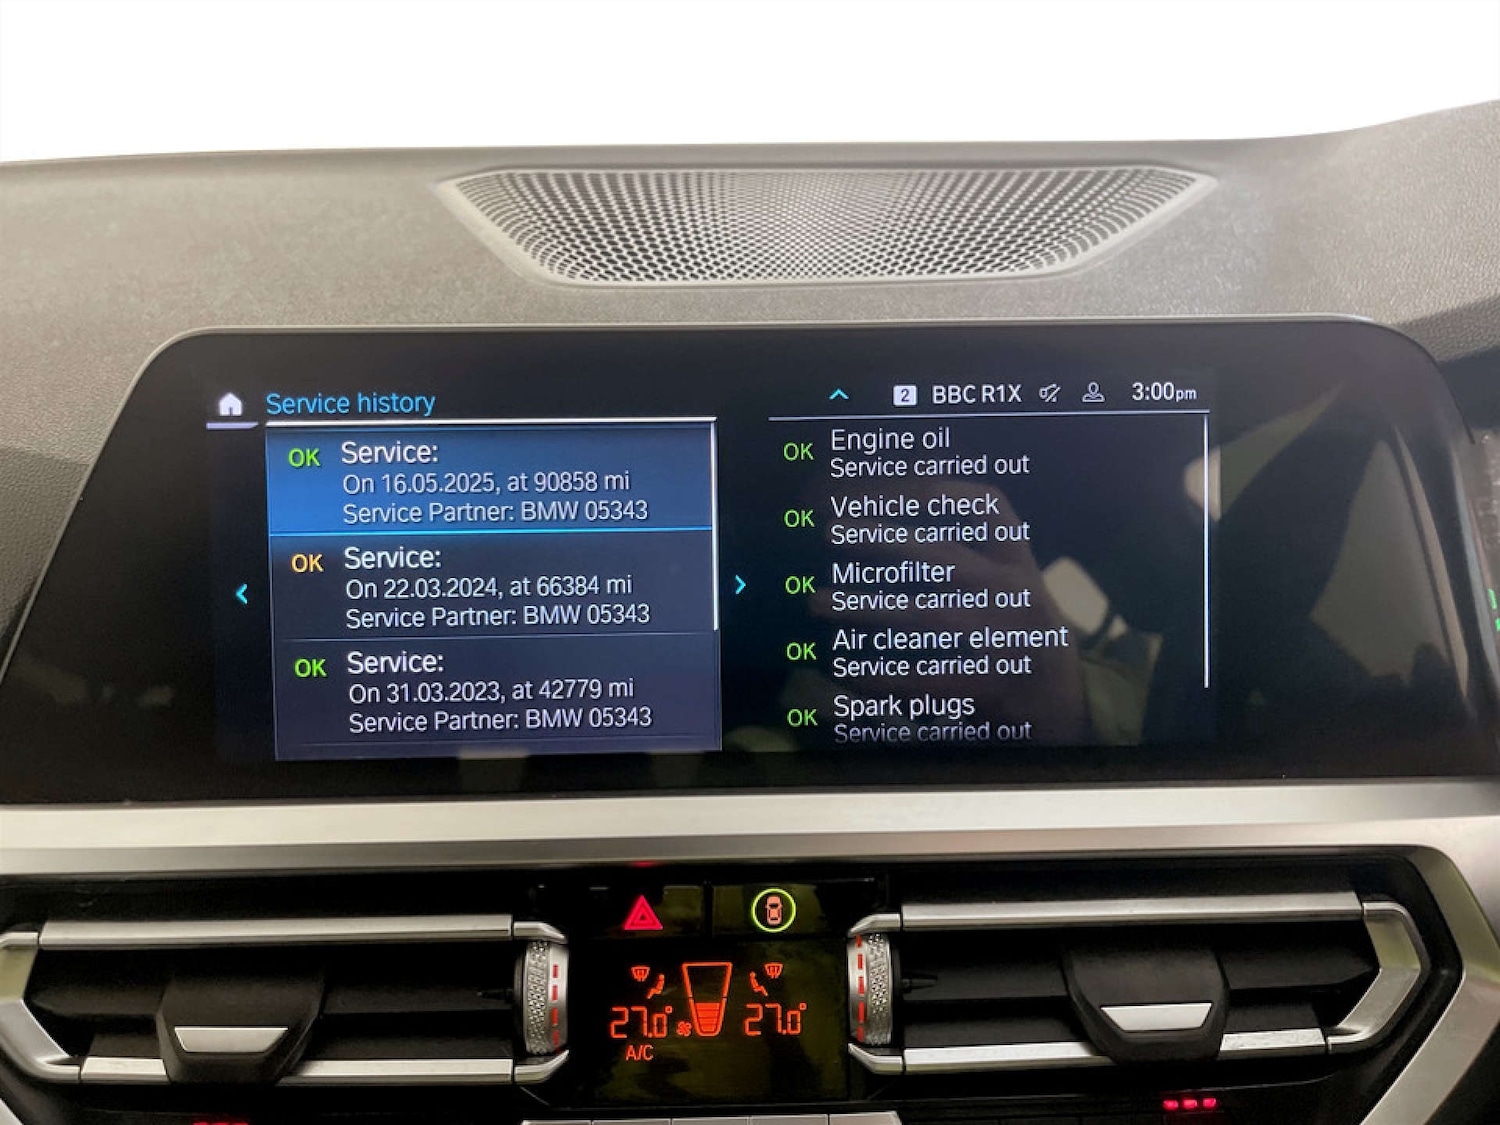 Service history
2 BBC R1X 3:00pm
OK Service:
On 16.05.2025, at 90858 mi
Service Partner: BMW 05343
OK Service:
On 22.03.2024, at 66384 mi
Service Partner: BMW 05343
OK Service:
On 31.03.2023, at 42779 mi
Service Partner: BMW 05343
OK Engine oil
Service carried out
OK Vehicle check
Service carried out
OK Microfilter
Service carried out
OK Air cleaner element
Service carried out
OK Spark plugs
Service carried out
27.0° 27.0°
A/C